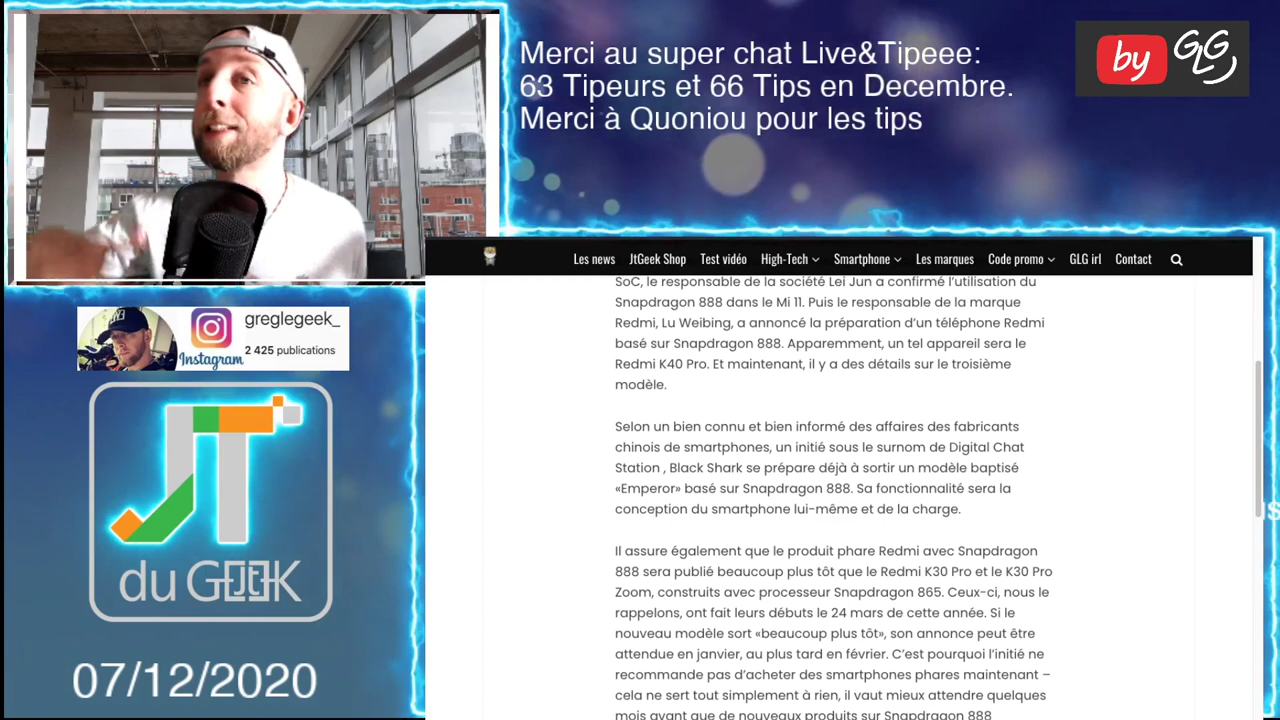 Merci au super chat Live&Tipeee:
63 Tipeurs et 66 Tips en Decembre.
Merci à Quoniou pour les tips
by GLG
greglegeek_
Instagram
2 425 publications
JT
du GEEK
07/12/2020
Les news JtGeek Shop Test vidéo High-Tech Smartphone Les marques Code promo GLG irl Contact
SoC, le responsable de la société Lei Jun a confirmé l’utilisation du
Snapdragon 888 dans le Mi 11. Puis le responsable de la marque
Redmi, Lu Weibing, a annoncé la préparation d’un téléphone Redmi
basé sur Snapdragon 888. Apparemment, un tel appareil sera le
Redmi K40 Pro. Et maintenant, il y a des détails sur le troisième
modèle.
Selon un bien connu et bien informé des affaires des fabricants
chinois de smartphones, un initié sous le surnom de Digital Chat
Station , Black Shark se prépare déjà à sortir un modèle baptisé
«Emperor» basé sur Snapdragon 888. Sa fonctionnalité sera la
conception du smartphone lui-même et de la charge.
Il assure également que le produit phare Redmi avec Snapdragon
888 sera publié beaucoup plus tôt que le Redmi K30 Pro et le K30 Pro
Zoom, construits avec processeur Snapdragon 865. Ceux-ci, nous le
rappelons, ont fait leurs débuts le 24 mars de cette année. Si le
nouveau modèle sort «beaucoup plus tôt», son annonce peut être
attendue en janvier, au plus tard en février. C’est pourquoi l’initié ne
recommande pas d’acheter des smartphones phares maintenant –
cela ne sert tout simplement à rien, il vaut mieux attendre quelques
mois avant que de nouveaux produits sur Snapdragon 888